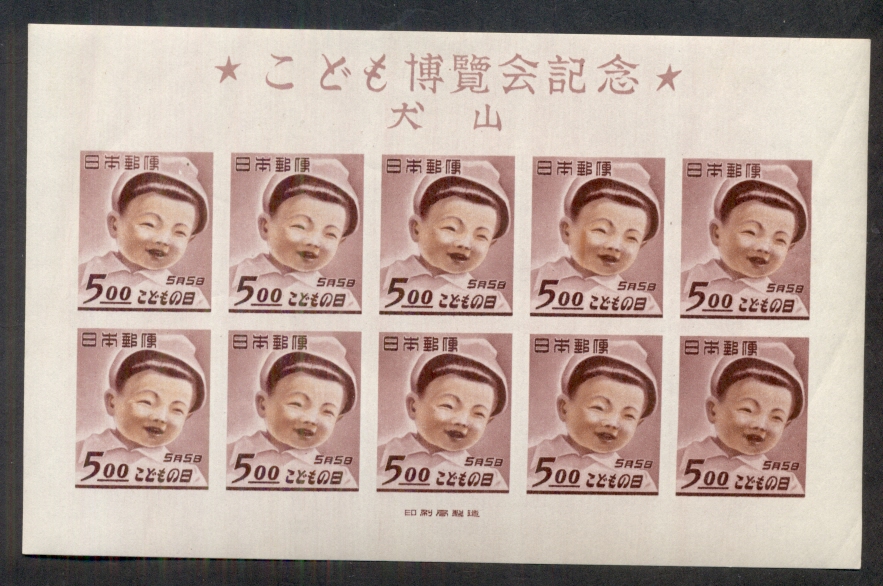 ★こども博覽会記念★
犬山
日本郵便 日本郵便 日本郵便 日本郵便 日本郵便
5月5日 5月5日 5月5日 5月5日 5月5日
5.00 こどもの日 5.00 こどもの日 5.00 こどもの日 5.00 こどもの日 5.00 こどもの日
日本郵便 日本郵便 日本郵便 日本郵便 日本郵便
5月5日 5月5日 5月5日 5月5日 5月5日
5.00 こどもの日 5.00 こどもの日 5.00 こどもの日 5.00 こどもの日 5.00 こどもの日
印刷廳製造